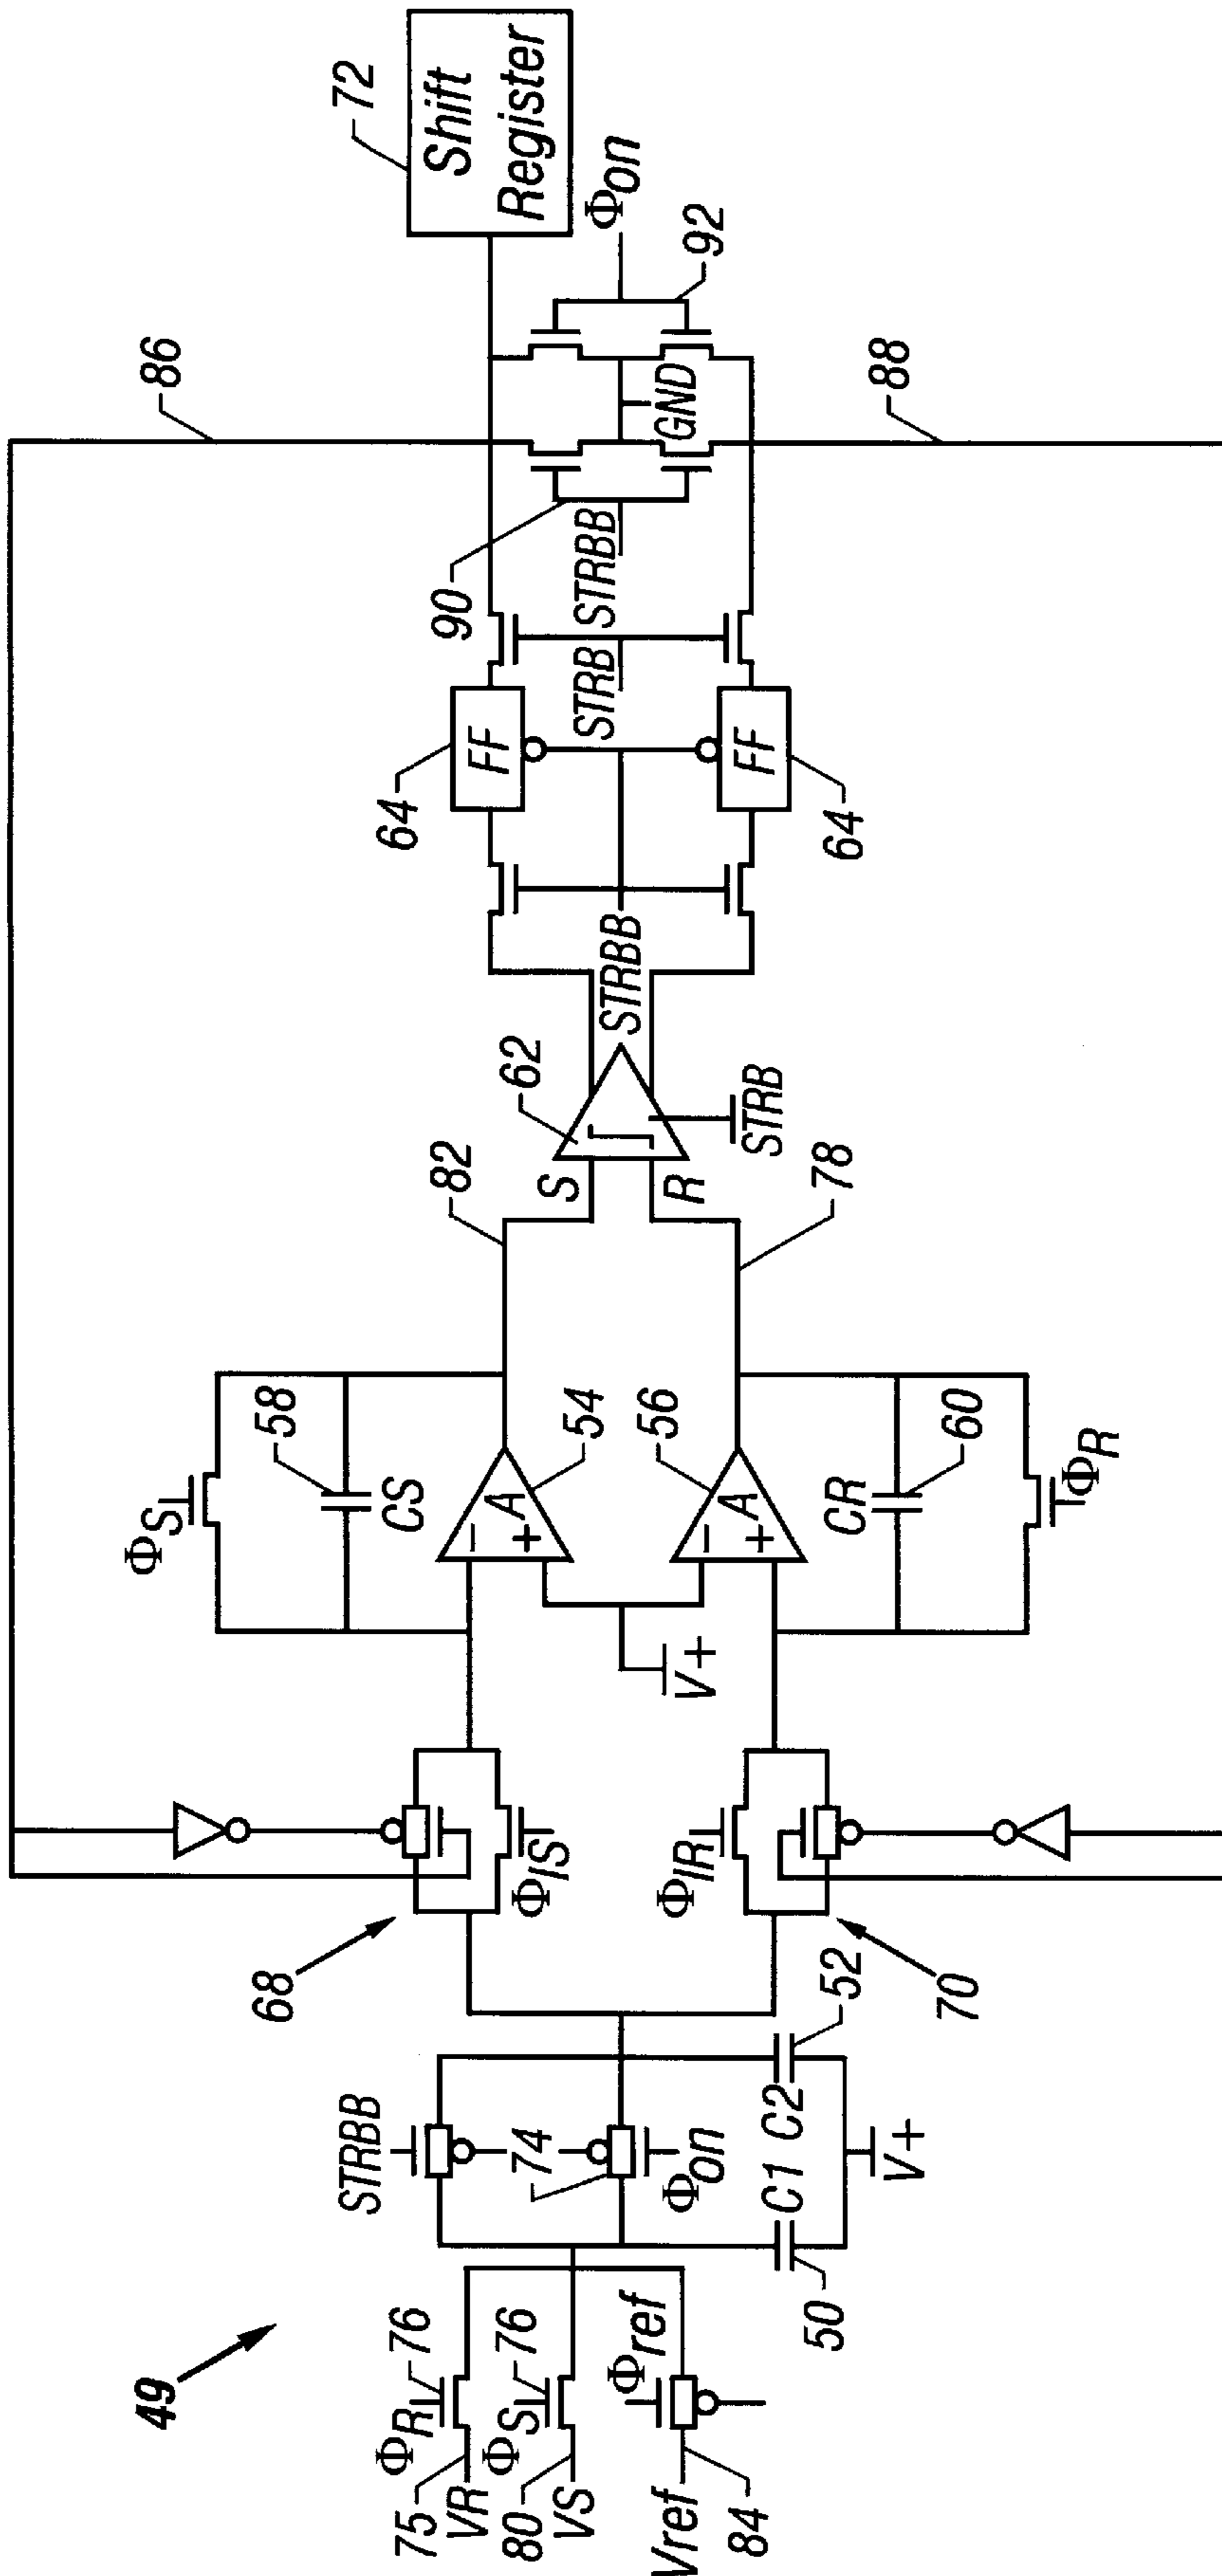 49
75
VR
ΦR
76
80
VS
ΦS
76
Vref
84
Φref
STRBB
74
Φon
50
C1
C2
52
V+
68
ΦIS
ΦIR
70
ΦS
58
CS
−
+
A
54
V+
56
−
+
A
CR
60
ΦR
82
S
62
R
78
STRB
STRBB
64
FF
FF
64
STRB
STRBB
90
86
GND
88
92
Φon
72
Shift
Register